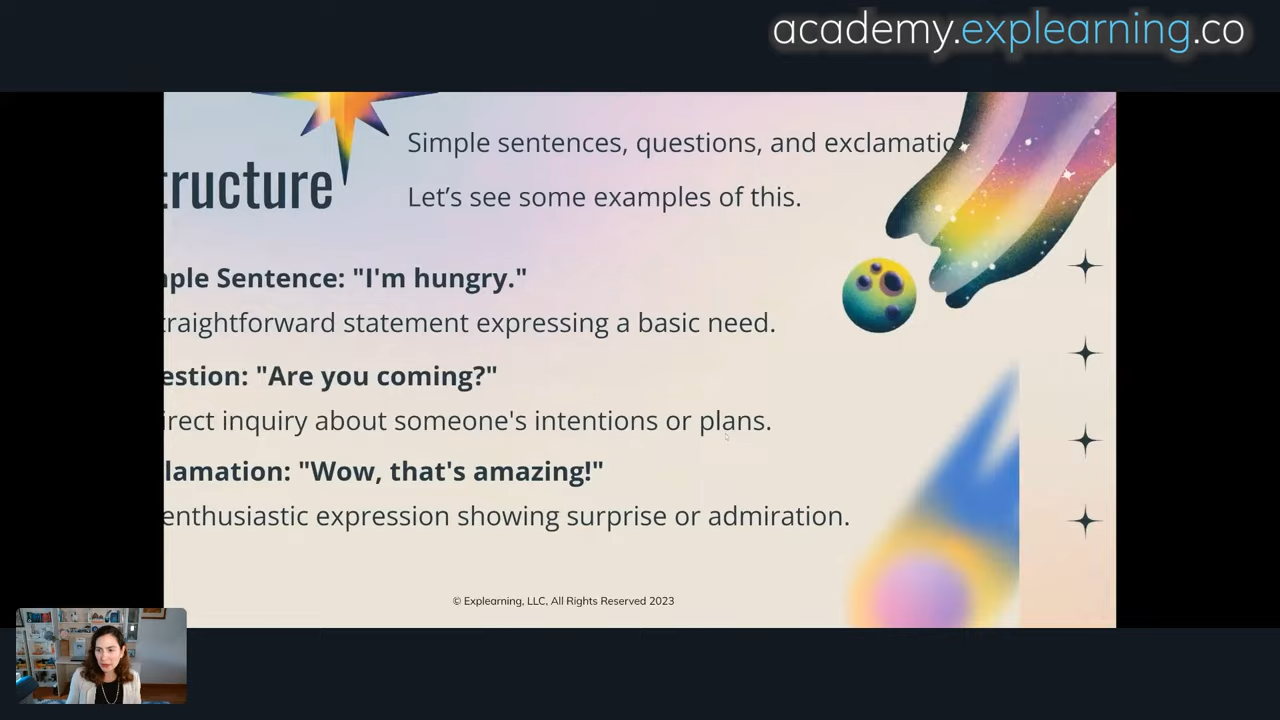 academy.explearning.co
Simple sentences, questions, and exclamatio
tructure
Let’s see some examples of this.
nple Sentence: "I'm hungry."
traightforward statement expressing a basic need.
estion: "Are you coming?"
irect inquiry about someone's intentions or plans.
lamation: "Wow, that's amazing!"
enthusiastic expression showing surprise or admiration.
© Explearning, LLC, All Rights Reserved 2023